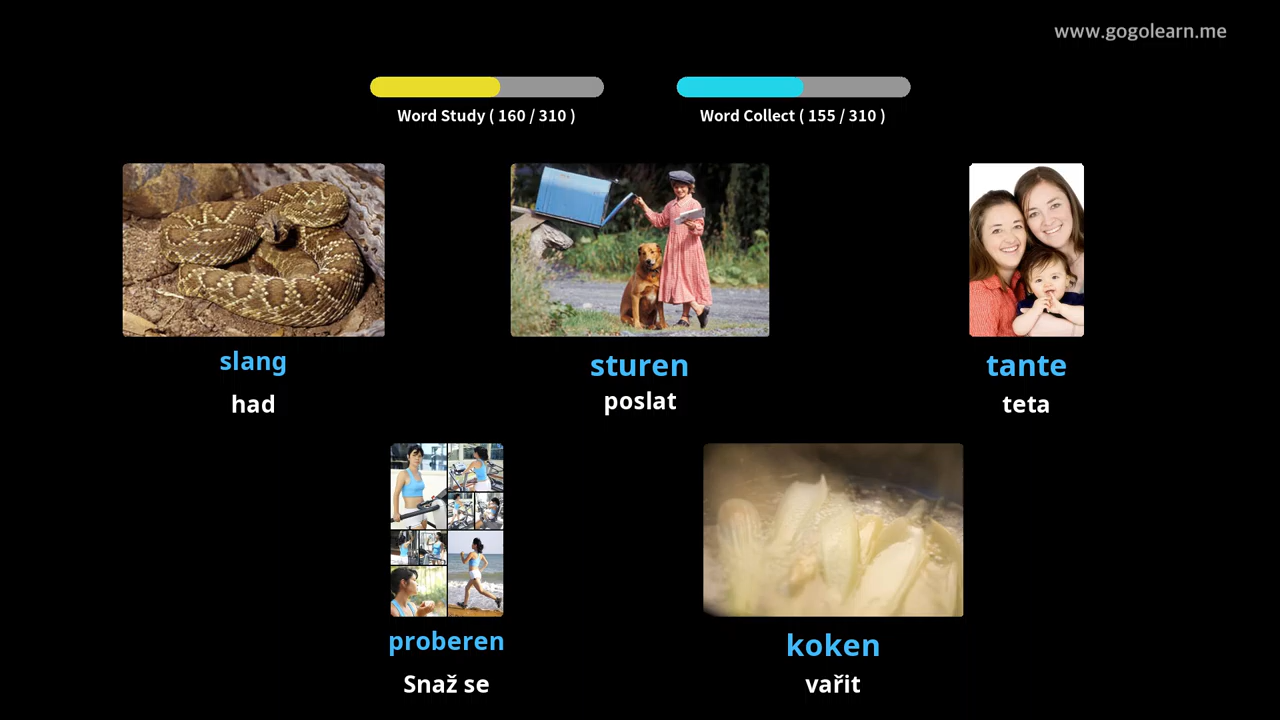 www.gogolearn.me
Word Study ( 160 / 310 )
Word Collect ( 155 / 310 )
slang
had
sturen
poslat
tante
teta
proberen
Snaž se
koken
vařit